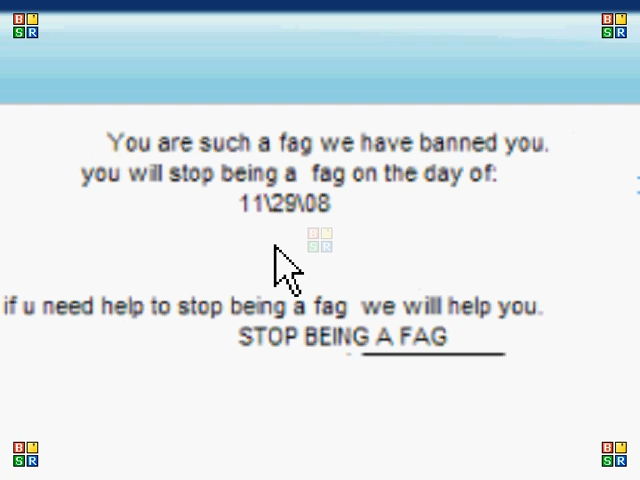 B S R
B S R
You are such a fag we have banned you.
you will stop being a fag on the day of:
11\29\08
B S R
if u need help to stop being a fag we will help you.
STOP BEING A FAG
B S R
B S R